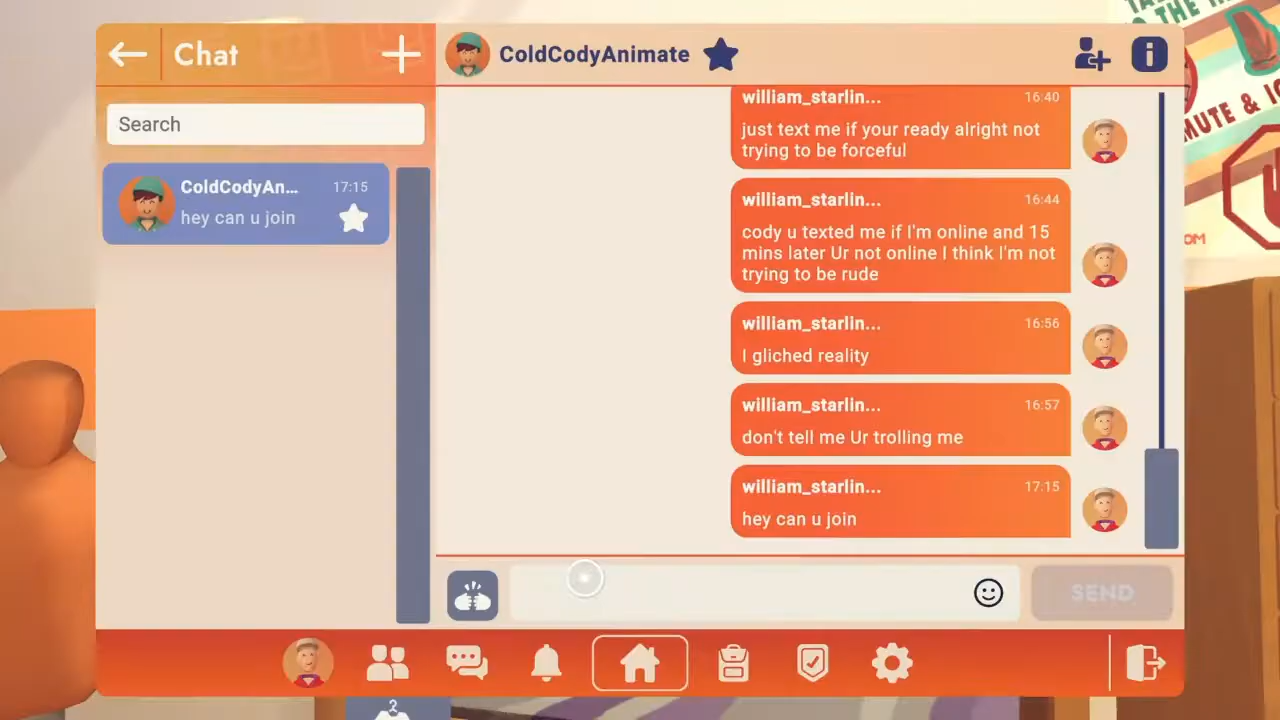 Chat
Search
ColdCodyAn...
17:15
hey can u join
ColdCodyAnimate
william_starlin...
16:40
just text me if your ready alright not
trying to be forceful
william_starlin...
16:44
cody u texted me if I'm online and 15
mins later Ur not online I think I'm not
trying to be rude
william_starlin...
16:56
I gliched reality
william_starlin...
16:57
don't tell me Ur trolling me
william_starlin...
17:15
hey can u join
SEND
2
MUTE &